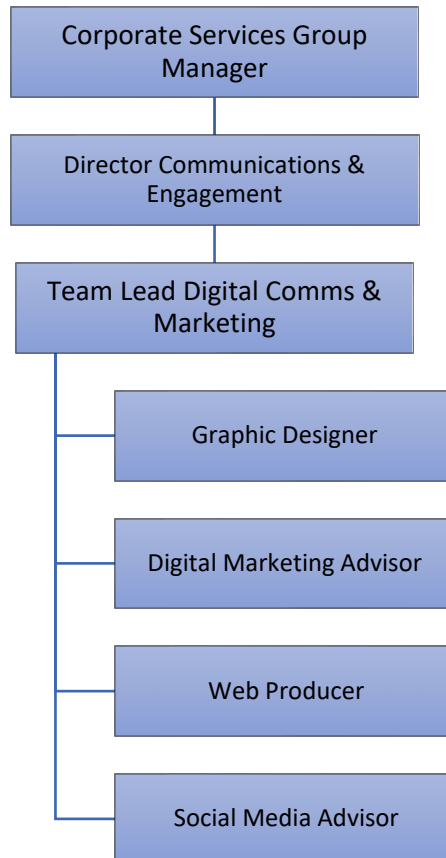 Corporate Services Group
Manager
Director Communications &
Engagement
Team Lead Digital Comms &
Marketing
Graphic Designer
Digital Marketing Advisor
Web Producer
Social Media Advisor